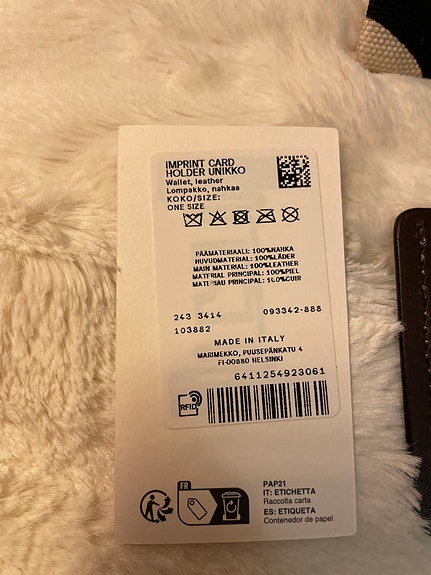 IMPRINT CARD
HOLDER UNIKKO
Wallet, leather
Lompakko, nahkaa
KOKO/SIZE:
ONE SIZE
PÄÄMATERIAALI: 100%NAHKA
HUVUDMATERIAL: 100%LÄDER
MAIN MATERIAL: 100%LEATHER
MATERIAL PRINCIPAL: 100%PIEL
MATERIAU PRINCIPAL: 100%CUIR
243 3414 093342-888
103882
MADE IN ITALY
MARIMEKKO, PUUSEPÄNKATU 4
FI-00880 HELSINKI
6411254923061
RFID
FR
PAP21
IT: ETICHETTA
Raccolta carta
ES: ETIQUETA
Contenedor de papel